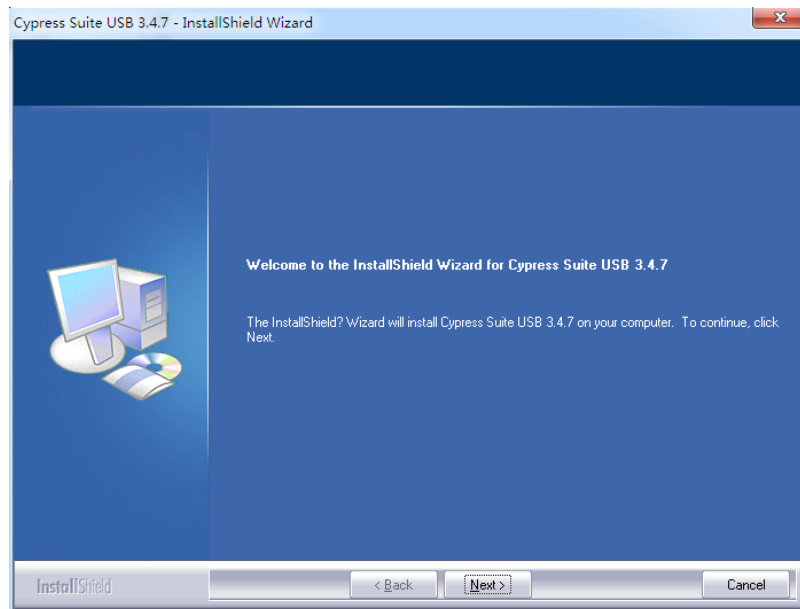 Cypress Suite USB 3.4.7 - InstallShield Wizard
x
Welcome to the InstallShield Wizard for Cypress Suite USB 3.4.7
The InstallShield? Wizard will install Cypress Suite USB 3.4.7 on your computer.  To continue, click
Next.
InstallShield
< Back
Next >
Cancel